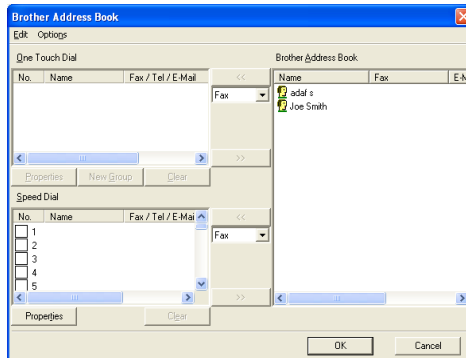 Brother Address Book
Edit Options
One Touch Dial
No. Name Fax / Tel / E-Mail
<<
Fax
>>
Properties New Group Clear
Speed Dial
No. Name Fax / Tel / E-Mai
1
2
3
4
5
<<
Fax
>>
Properties Clear
Brother Address Book
Name Fax E-M
adaf s
Joe Smith
OK Cancel